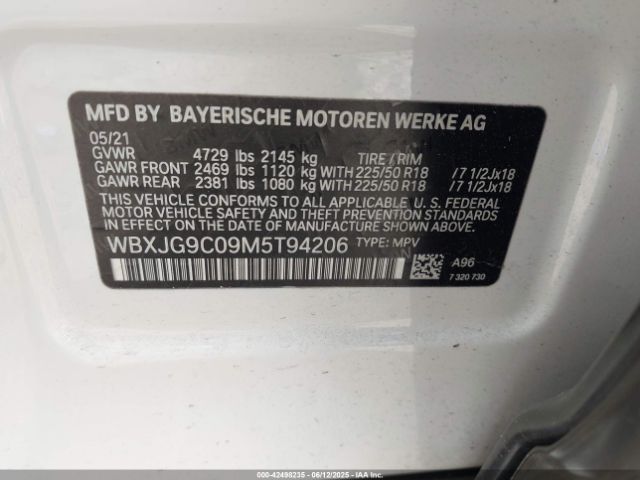 MFD BY BAYERISCHE MOTOREN WERKE AG
05/21
GVWR 4729 lbs 2145 kg TIRE / RIM
GAWR FRONT 2469 lbs 1120 kg WITH 225/50 R18 / 7 1/2Jx18
GAWR REAR 2381 lbs 1080 kg WITH 225/50 R18 / 7 1/2Jx18
THIS VEHICLE CONFORMS TO ALL APPLICABLE U. S. FEDERAL
MOTOR VEHICLE SAFETY, BUMPER, AND THEFT PREVENTION
STANDARDS IN EFFECT ON THE DATE OF MANUFACTURE SHOWN ABOVE.
WBXJG9C09M5T94206 TYPE: MPV
A96
7 320 730
000-42498235 - 06/12/2025 - IAA Inc.